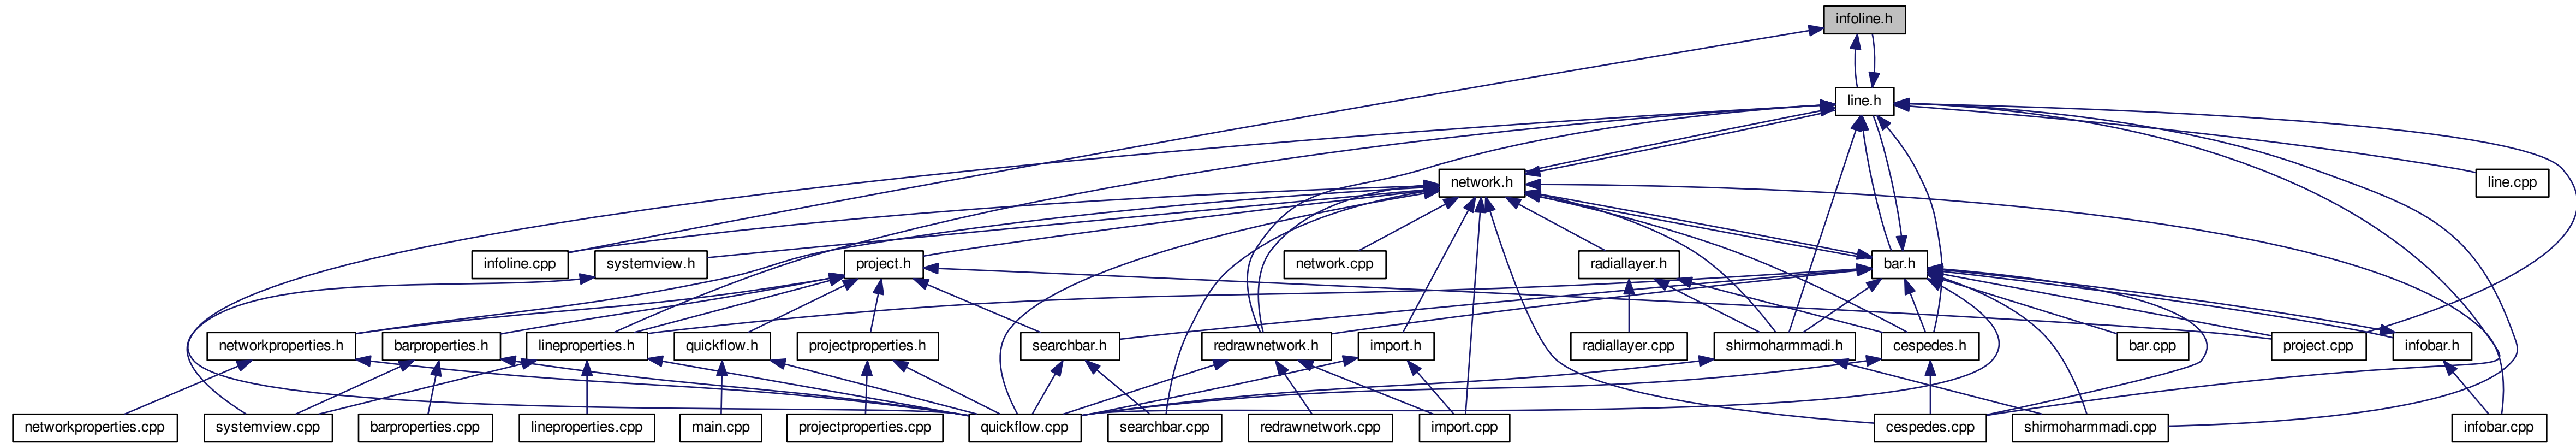 infoline.h
line.h
network.h
line.cpp
infoline.cpp
systemview.h
project.h
network.cpp
radiallayer.h
bar.h
networkproperties.h
barproperties.h
lineproperties.h
quickflow.h
projectproperties.h
searchbar.h
redrawnetwork.h
import.h
radiallayer.cpp
shirmoharmmadi.h
cespedes.h
bar.cpp
project.cpp
infobar.h
networkproperties.cpp
systemview.cpp
barproperties.cpp
lineproperties.cpp
main.cpp
projectproperties.cpp
quickflow.cpp
searchbar.cpp
redrawnetwork.cpp
import.cpp
cespedes.cpp
shirmoharmmadi.cpp
infobar.cpp